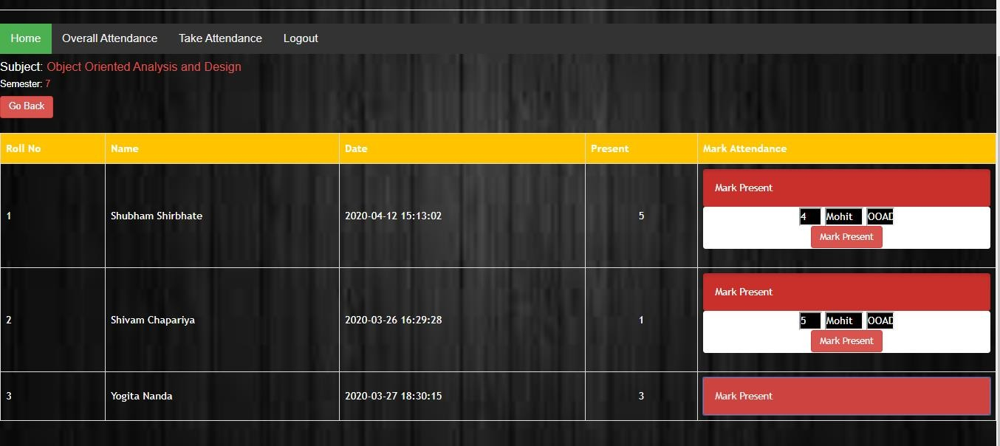 Home Overall Attendance Take Attendance Logout
Subject: Object Oriented Analysis and Design
Semester: 7
Go Back
Roll No Name Date Present Mark Attendance
Mark Present
1 Shubham Shirbhate 2020-04-12 15:13:02 5 4 Mohit OOAD
Mark Present
Mark Present
2 Shivam Chapariya 2020-03-26 16:29:28 1 5 Mohit OOAD
Mark Present
3 Yogita Nanda 2020-03-27 18:30:15 3 Mark Present